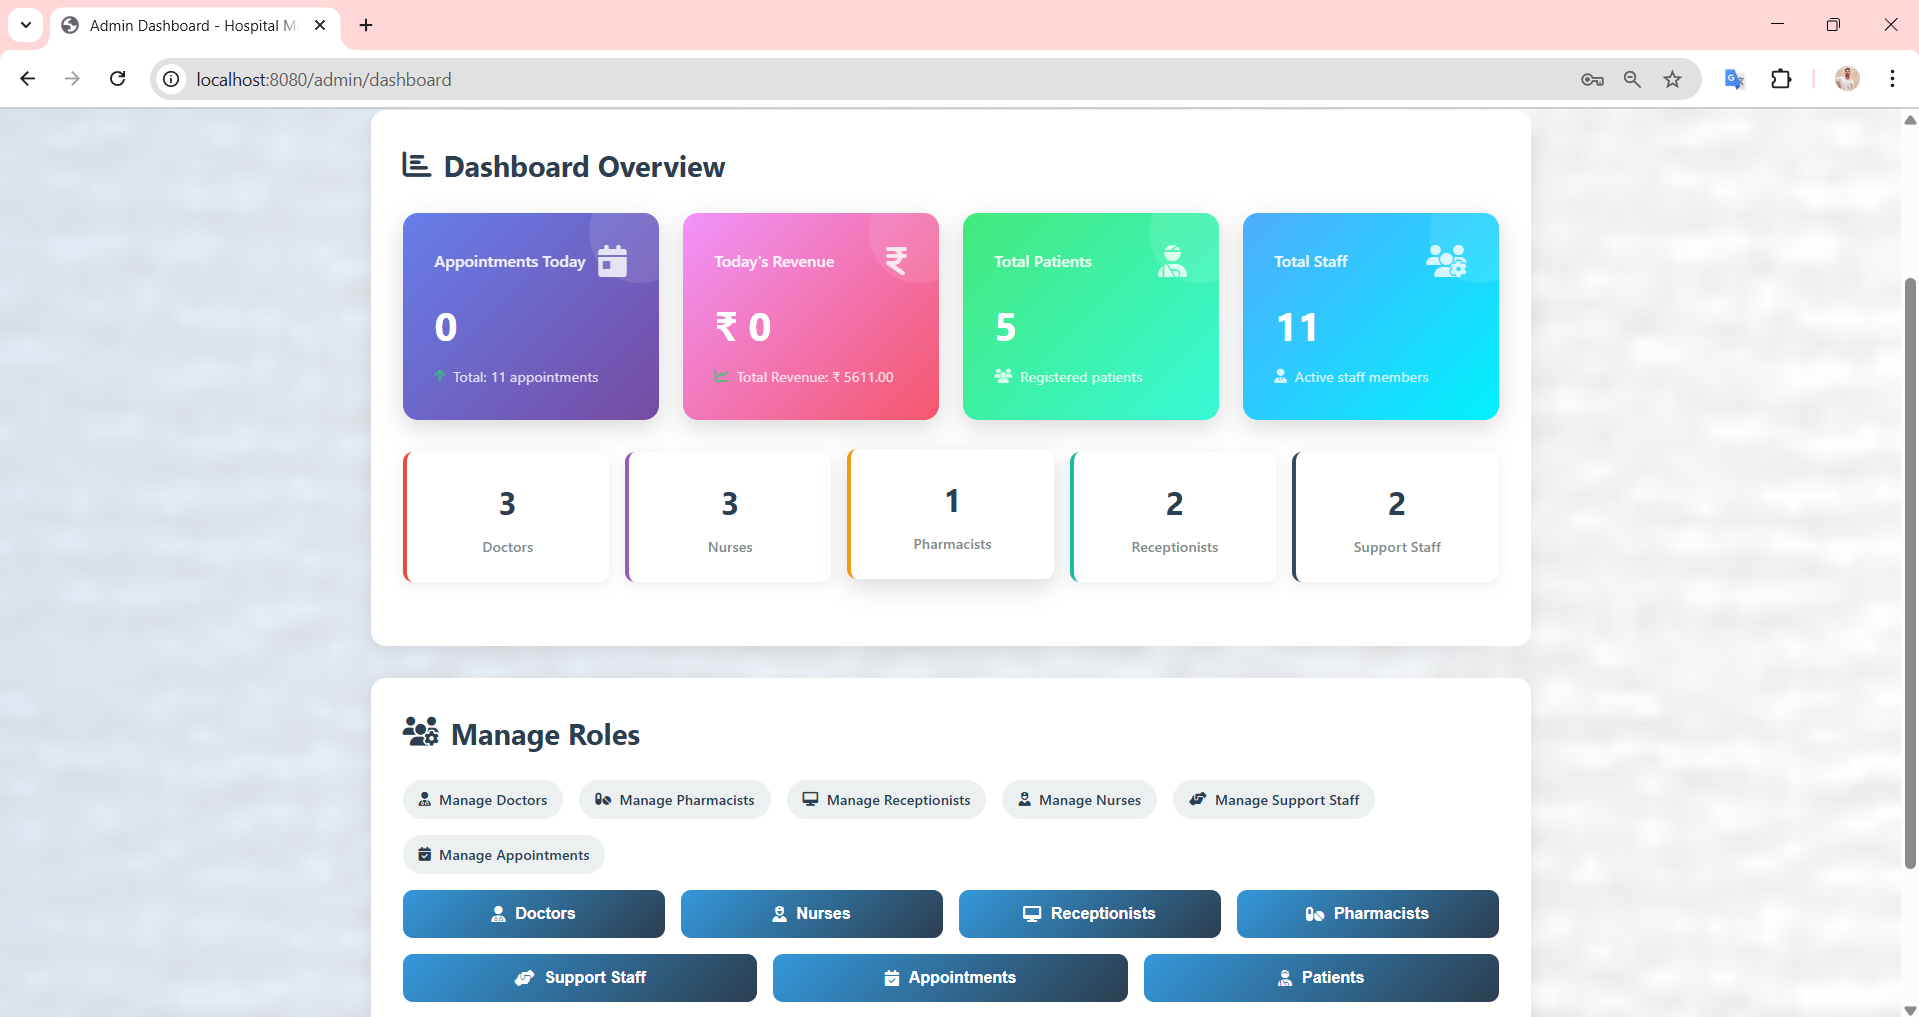 Admin Dashboard - Hospital M
localhost:8080/admin/dashboard
Dashboard Overview
Appointments Today
0
Total: 11 appointments
Today's Revenue
₹ 0
Total Revenue: ₹ 5611.00
Total Patients
5
Registered patients
Total Staff
11
Active staff members
3
Doctors
3
Nurses
1
Pharmacists
2
Receptionists
2
Support Staff
Manage Roles
Manage Doctors
Manage Pharmacists
Manage Receptionists
Manage Nurses
Manage Support Staff
Manage Appointments
Doctors
Nurses
Receptionists
Pharmacists
Support Staff
Appointments
Patients